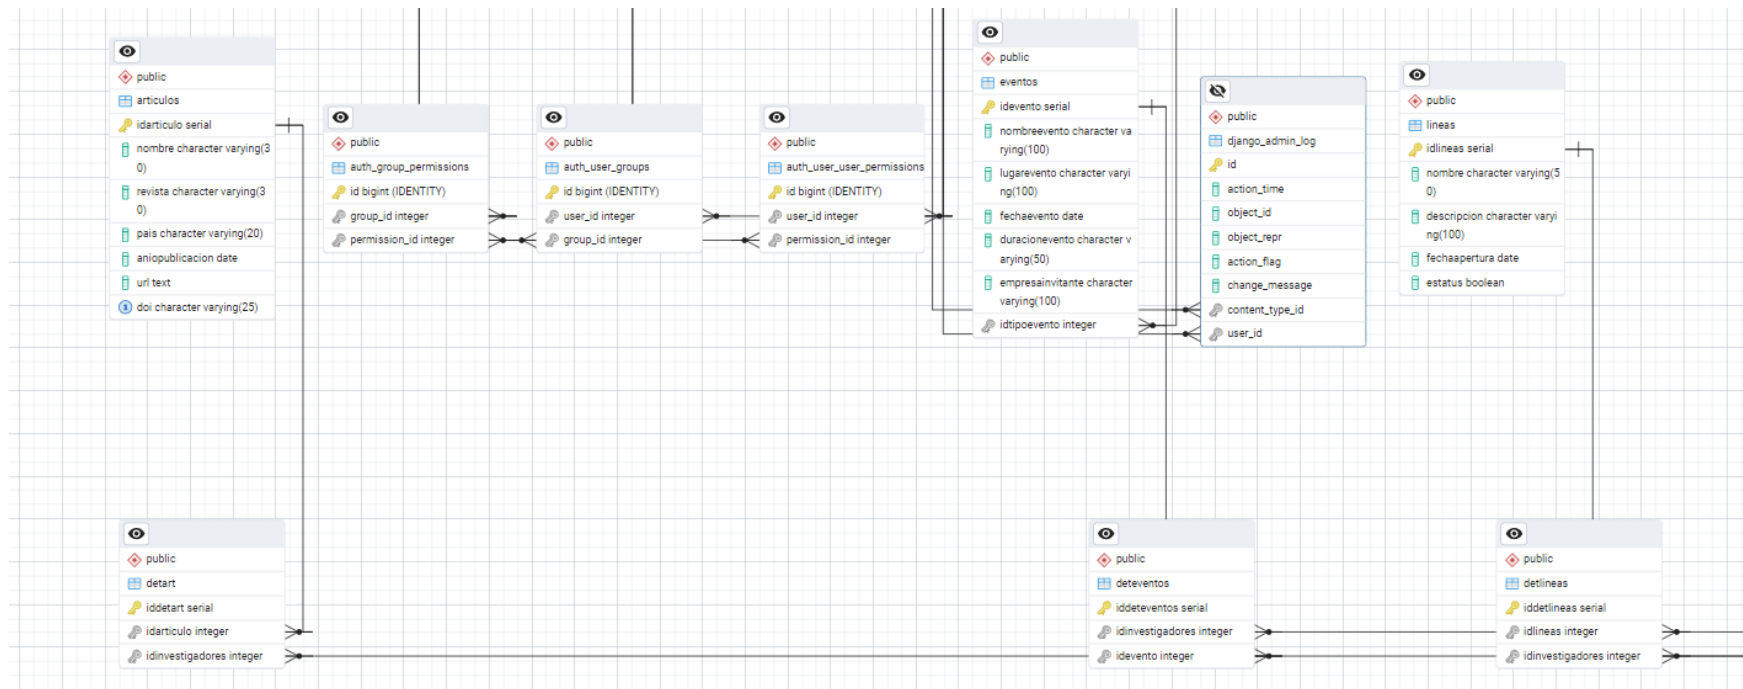 public
articulos
idarticulo serial
nombre character varying(3
0)
revista character varying(3
0)
pais character varying(20)
aniopublicacion date
url text
doi character varying(25)
public
auth_group_permissions
id bigint (IDENTITY)
group_id integer
permission_id integer
public
auth_user_groups
id bigint (IDENTITY)
user_id integer
group_id integer
public
auth_user_user_permissions
id bigint (IDENTITY)
user_id integer
permission_id integer
public
eventos
idevento serial
nombreevento character va
rying(100)
lugarevento character varyi
ng(100)
fechaevento date
duracionevento character v
arying(50)
empresainvitante character
varying(100)
idtipoevento integer
public
django_admin_log
id
action_time
object_id
object_repr
action_flag
change_message
content_type_id
user_id
public
lineas
idlineas serial
nombre character varying(5
0)
descripcion character varyi
ng(100)
fechaapertura date
estatus boolean
public
detart
iddetart serial
idarticulo integer
idinvestigadores integer
public
deteventos
iddeteventos serial
idinvestigadores integer
idevento integer
public
detlineas
iddetlineas serial
idlineas integer
idinvestigadores integer